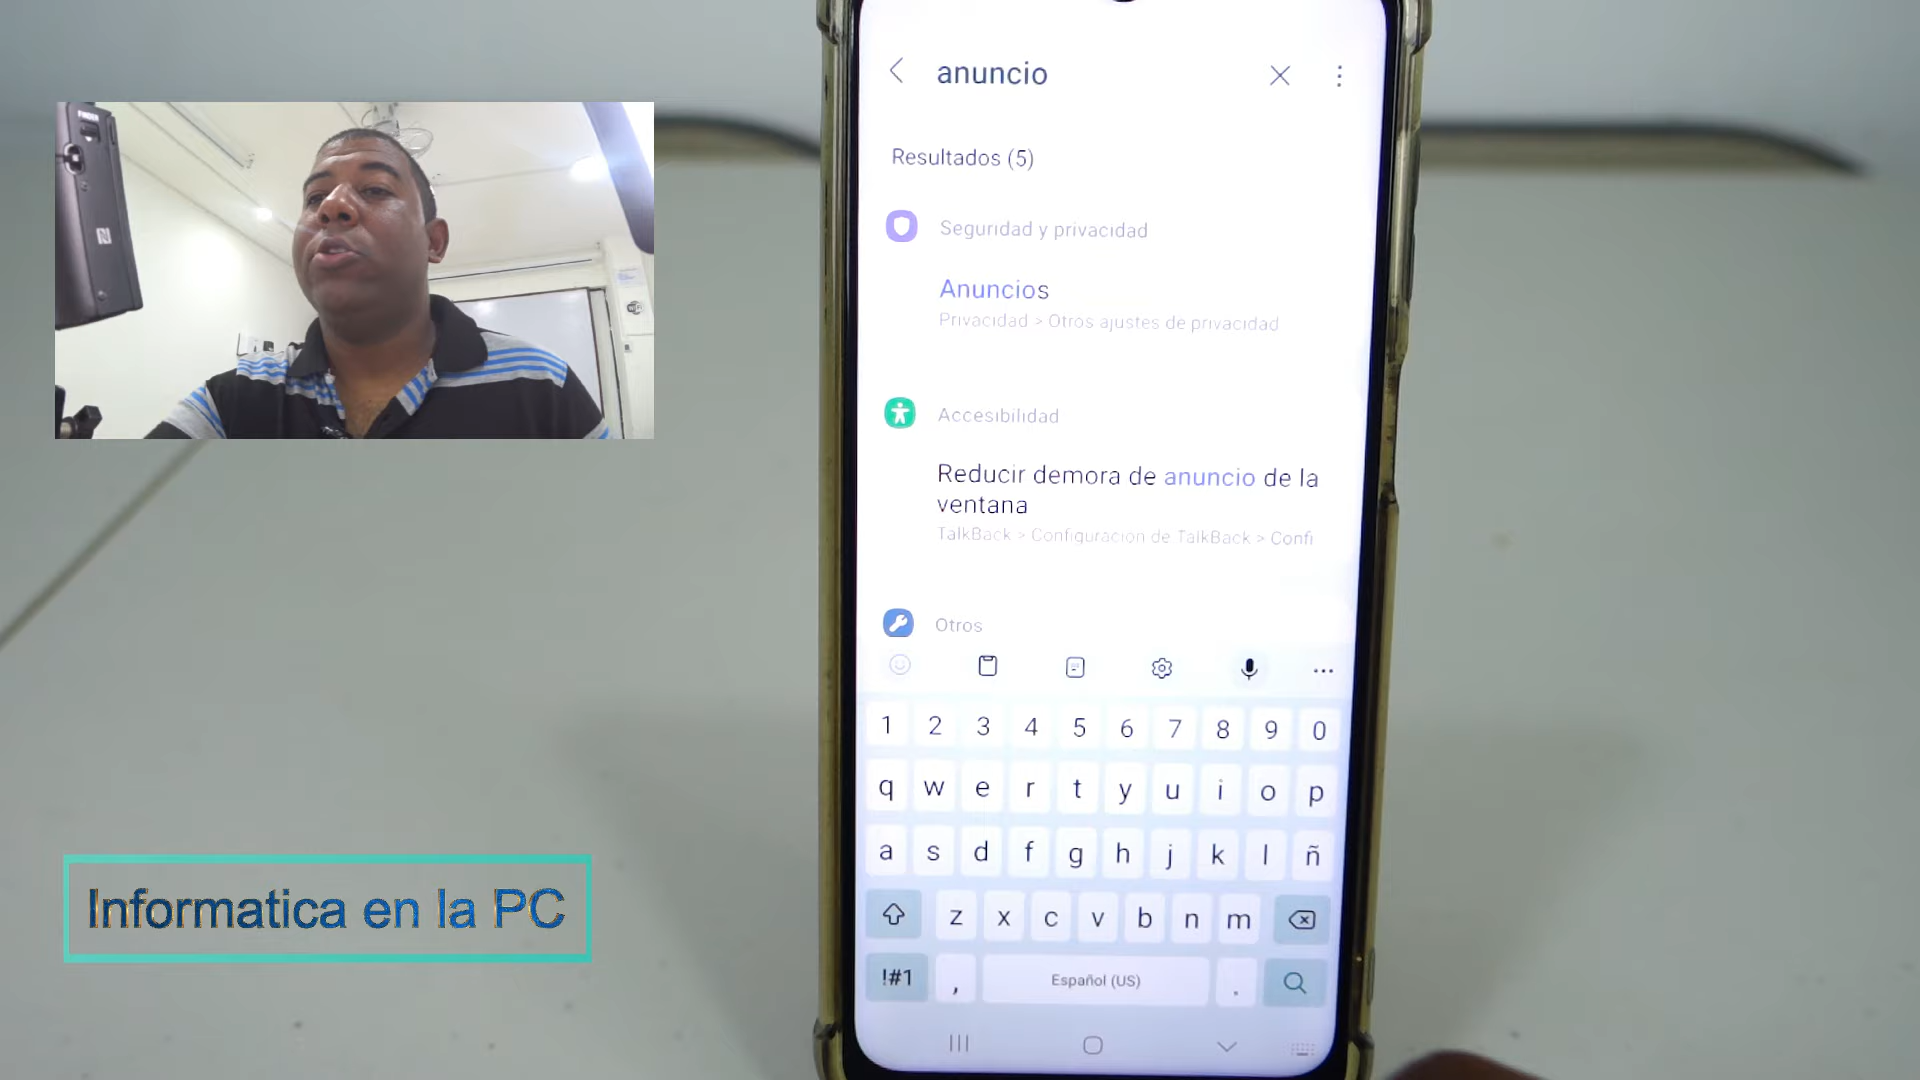 anuncio
Resultados (5)
Seguridad y privacidad
Anuncios
Privacidad > Otros ajustes de privacidad
Accesibilidad
Reducir demora de anuncio de la
ventana
TalkBack > Configuración de TalkBack > Confi
Otros
1 2 3 4 5 6 7 8 9 0
q w e r t y u i o p
a s d f g h j k l ñ
z x c v b n m
!#1 , Español (US) .
Informatica en la PC